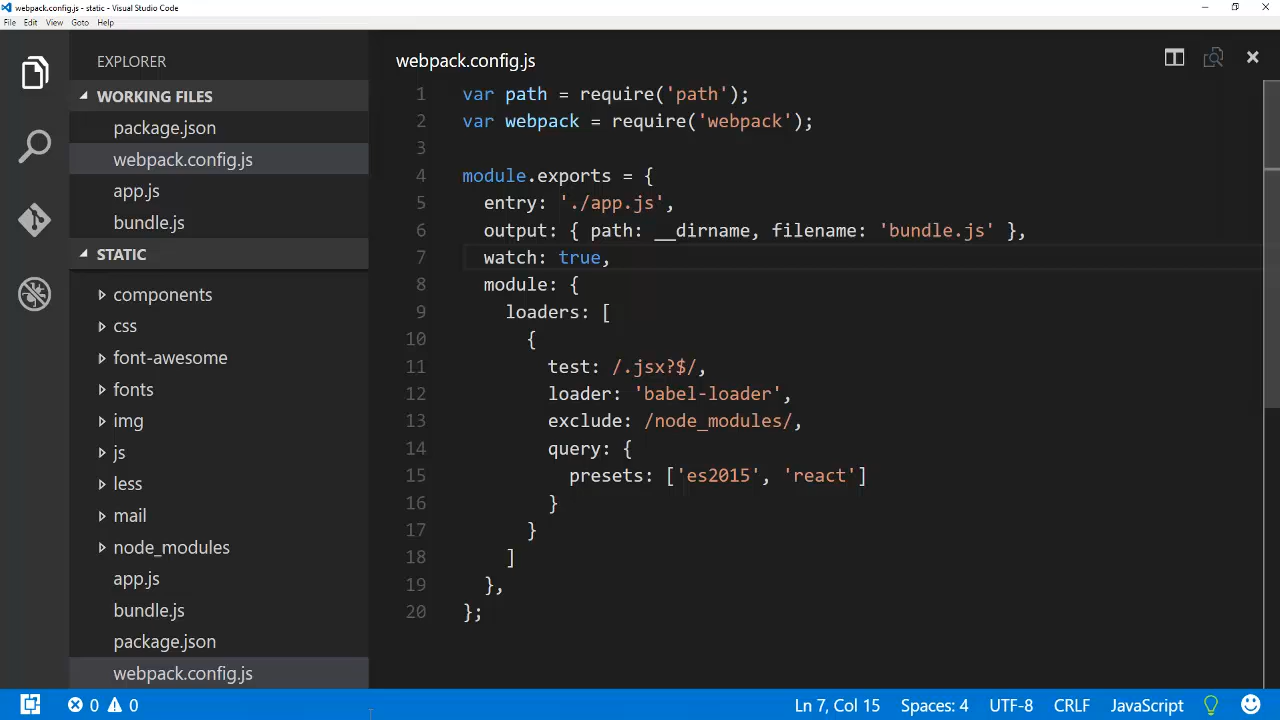 webpack.config.js - static - Visual Studio Code
File Edit View Goto Help
EXPLORER
WORKING FILES
package.json
webpack.config.js
app.js
bundle.js
STATIC
components
css
font-awesome
fonts
img
js
less
mail
node_modules
app.js
bundle.js
package.json
webpack.config.js
webpack.config.js
1 var path = require('path');
2 var webpack = require('webpack');
3
4 module.exports = {
5 entry: './app.js',
6 output: { path: __dirname, filename: 'bundle.js' },
7 watch: true,
8 module: {
9 loaders: [
10 {
11 test: /.jsx?$/,
12 loader: 'babel-loader',
13 exclude: /node_modules/,
14 query: {
15 presets: ['es2015', 'react']
16 }
17 }
18 ]
19 },
20 };
0 0 Ln 7, Col 15 Spaces: 4 UTF-8 CRLF JavaScript